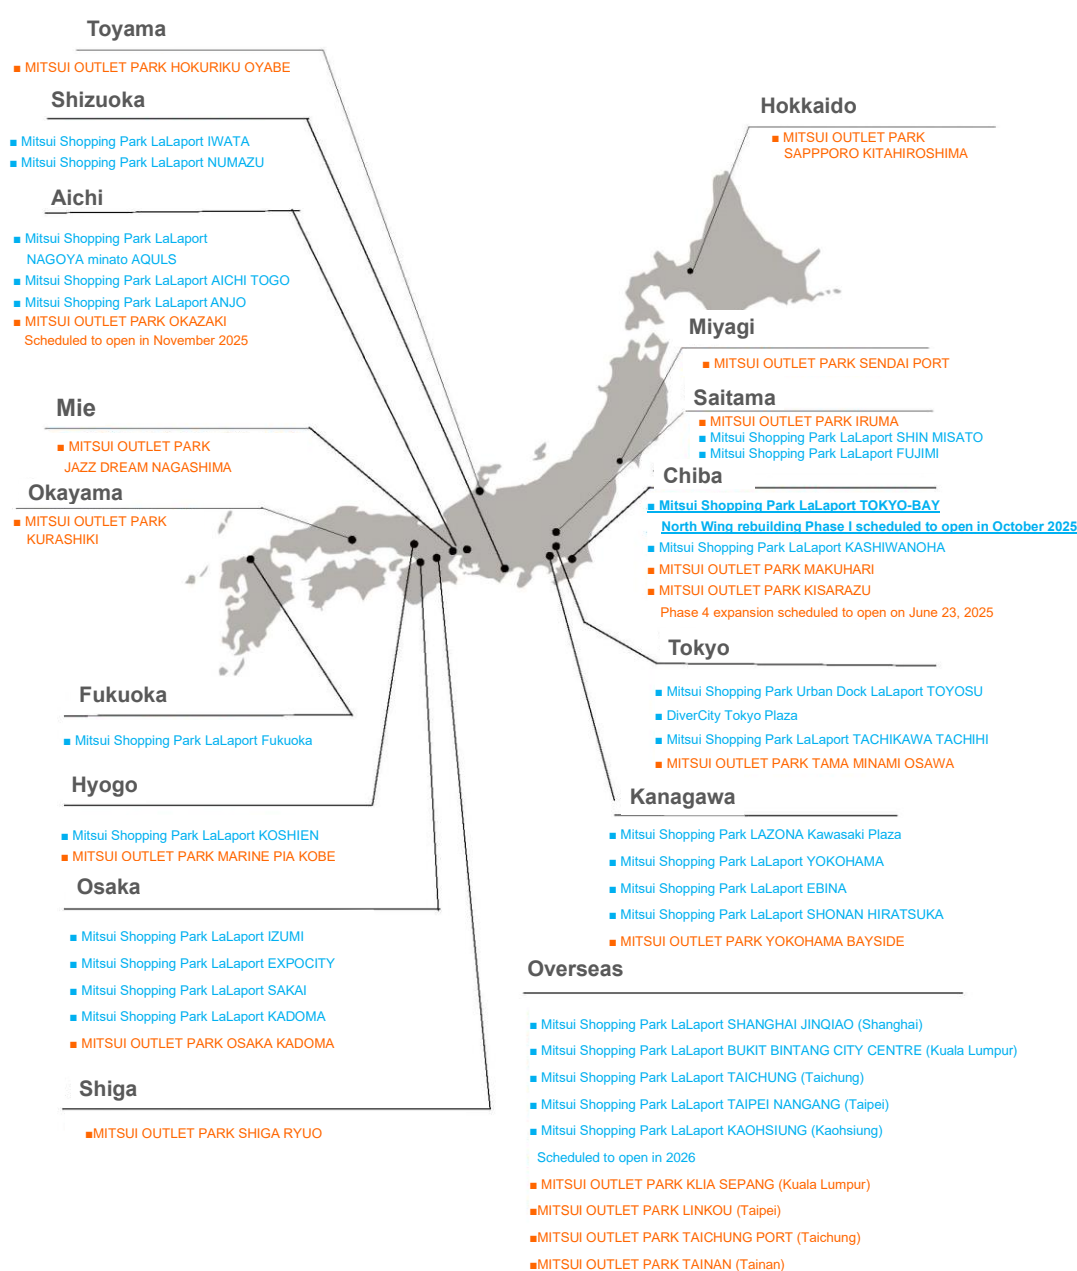 Toyama
■ MITSUI OUTLET PARK HOKURIKU OYABE
Shizuoka
■ Mitsui Shopping Park LaLaport IWATA
■ Mitsui Shopping Park LaLaport NUMAZU
Aichi
■ Mitsui Shopping Park LaLaport
NAGOYA minato AQULS
■ Mitsui Shopping Park LaLaport AICHI TOGO
■ Mitsui Shopping Park LaLaport ANJO
■ MITSUI OUTLET PARK OKAZAKI
Scheduled to open in November 2025
Mie
■ MITSUI OUTLET PARK
JAZZ DREAM NAGASHIMA
Okayama
■ MITSUI OUTLET PARK
KURASHIKI
Fukuoka
■ Mitsui Shopping Park LaLaport Fukuoka
Hyogo
■ Mitsui Shopping Park LaLaport KOSHIEN
■ MITSUI OUTLET PARK MARINE PIA KOBE
Osaka
■ Mitsui Shopping Park LaLaport IZUMI
■ Mitsui Shopping Park LaLaport EXPOCITY
■ Mitsui Shopping Park LaLaport SAKAI
■ Mitsui Shopping Park LaLaport KADOMA
■ MITSUI OUTLET PARK OSAKA KADOMA
Shiga
■MITSUI OUTLET PARK SHIGA RYUO
Hokkaido
■ MITSUI OUTLET PARK
SAPPPORO KITAHIROSHIMA
Miyagi
■ MITSUI OUTLET PARK SENDAI PORT
Saitama
■ MITSUI OUTLET PARK IRUMA
■ Mitsui Shopping Park LaLaport SHIN MISATO
■ Mitsui Shopping Park LaLaport FUJIMI
Chiba
■ Mitsui Shopping Park LaLaport TOKYO-BAY
North Wing rebuilding Phase I scheduled to open in October 2025
■ Mitsui Shopping Park LaLaport KASHIWANOHA
■ MITSUI OUTLET PARK MAKUHARI
■ MITSUI OUTLET PARK KISARAZU
Phase 4 expansion scheduled to open on June 23, 2025
Tokyo
■ Mitsui Shopping Park Urban Dock LaLaport TOYOSU
■ DiverCity Tokyo Plaza
■ Mitsui Shopping Park LaLaport TACHIKAWA TACHIHI
■ MITSUI OUTLET PARK TAMA MINAMI OSAWA
Kanagawa
■ Mitsui Shopping Park LAZONA Kawasaki Plaza
■ Mitsui Shopping Park LaLaport YOKOHAMA
■ Mitsui Shopping Park LaLaport EBINA
■ Mitsui Shopping Park LaLaport SHONAN HIRATSUKA
■ MITSUI OUTLET PARK YOKOHAMA BAYSIDE
Overseas
■ Mitsui Shopping Park LaLaport SHANGHAI JINQIAO (Shanghai)
■ Mitsui Shopping Park LaLaport BUKIT BINTANG CITY CENTRE (Kuala Lumpur)
■ Mitsui Shopping Park LaLaport TAICHUNG (Taichung)
■ Mitsui Shopping Park LaLaport TAIPEI NANGANG (Taipei)
■ Mitsui Shopping Park LaLaport KAOHSIUNG (Kaohsiung)
Scheduled to open in 2026
■ MITSUI OUTLET PARK KLIA SEPANG (Kuala Lumpur)
■MITSUI OUTLET PARK LINKOU (Taipei)
■MITSUI OUTLET PARK TAICHUNG PORT (Taichung)
■MITSUI OUTLET PARK TAINAN (Tainan)